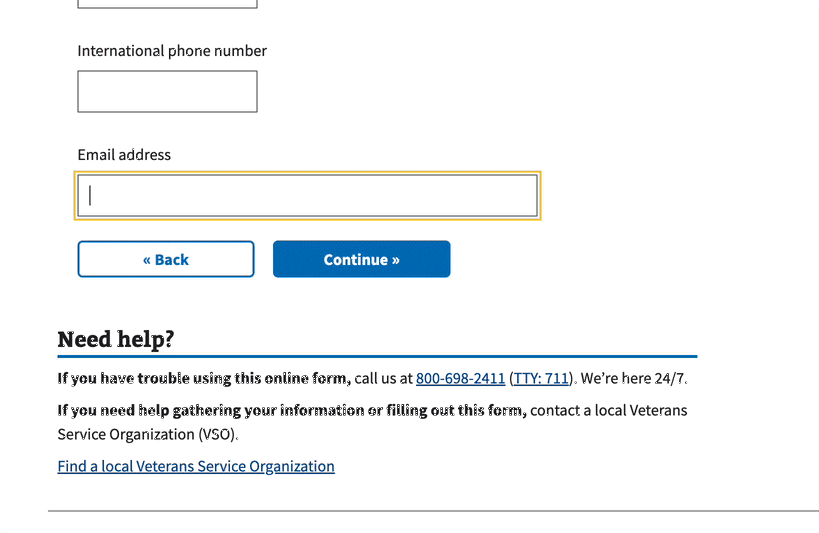 International phone number
Email address
« Back
Continue »
Need help?
If you have trouble using this online form, call us at 800-698-2411 (TTY: 711). We’re here 24/7.
If you need help gathering your information or filling out this form, contact a local Veterans
Service Organization (VSO).
Find a local Veterans Service Organization